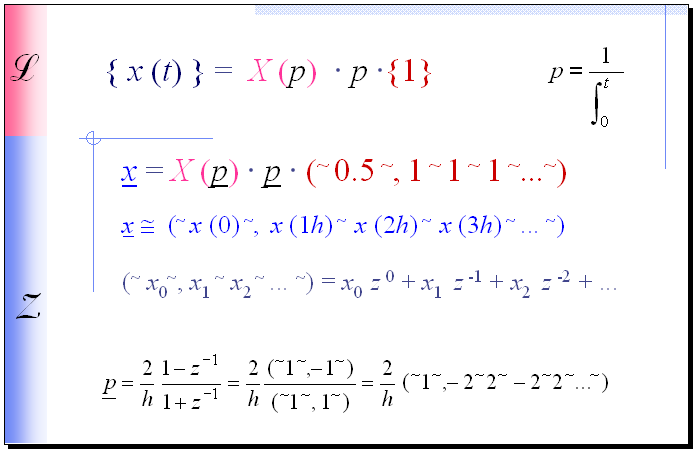 ℒ
{ x (t) } = X (p) · p · {1}
p = 1 / ∫₀ᵗ
x̲ = X (p̲) · p̲ · (~0.5~, 1~ 1~ 1~...~)
x̲ ≅ (~x (0)~, x (1h)~ x (2h)~ x (3h)~ ... ~)
(~x₀~, x₁~ x₂~ ... ~) = x₀ z⁰ + x₁ z⁻¹ + x₂ z⁻² + ...
𝒵
p̲ = 2/h (1 − z⁻¹)/(1 + z⁻¹) = 2/h (~1~,−1~)/(~1~, 1~) = 2/h (~1~,− 2~2~ − 2~2~...~)